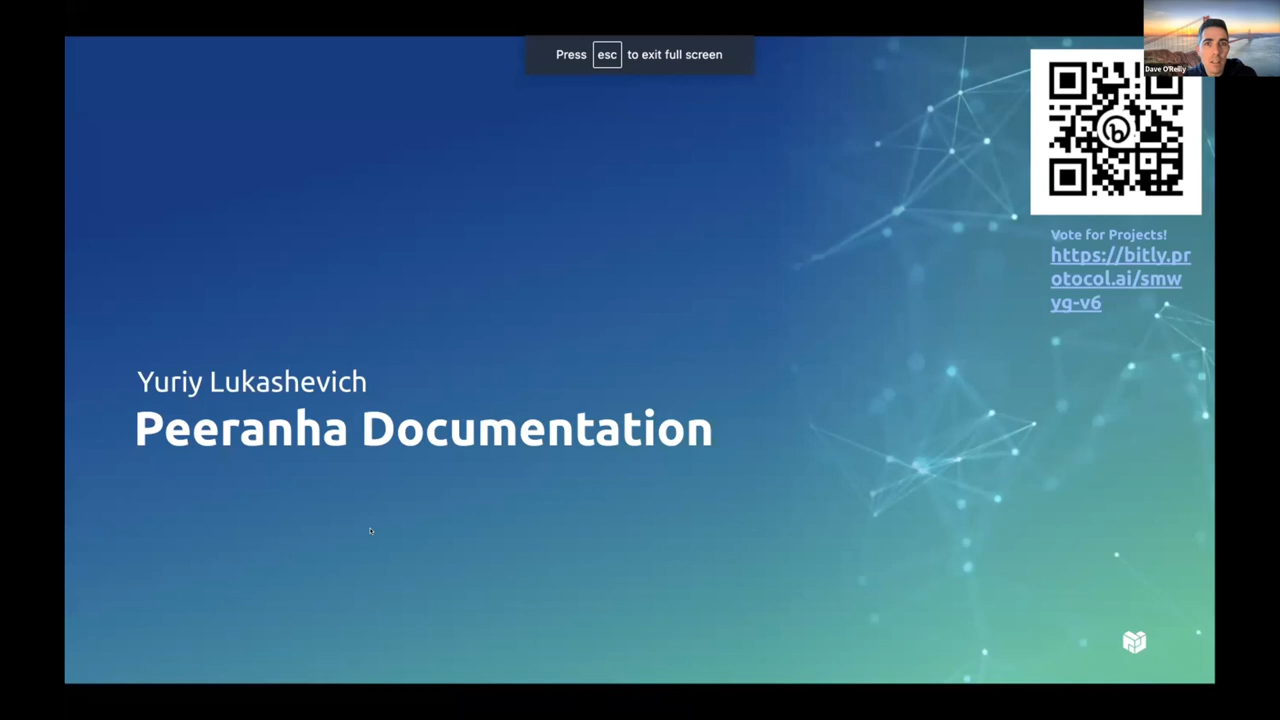 Press esc to exit full screen
Dave O'Reilly
Vote for Projects!
https://bitly.pr
otocol.ai/smw
yg-v6
Yuriy Lukashevich
Peeranha Documentation